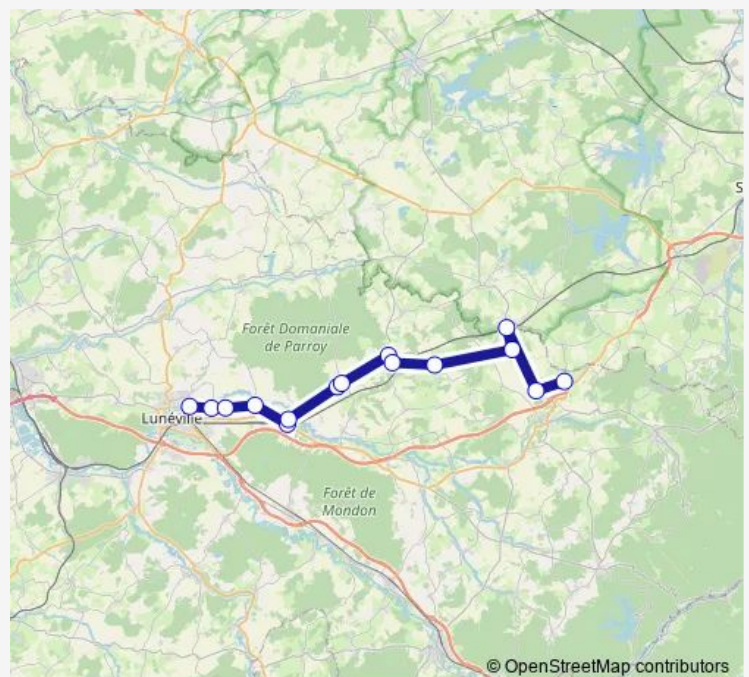 S
Forêt Domaniale
de Parroy
Lunéville
Forêt de
Mondon
© OpenStreetMap contributors